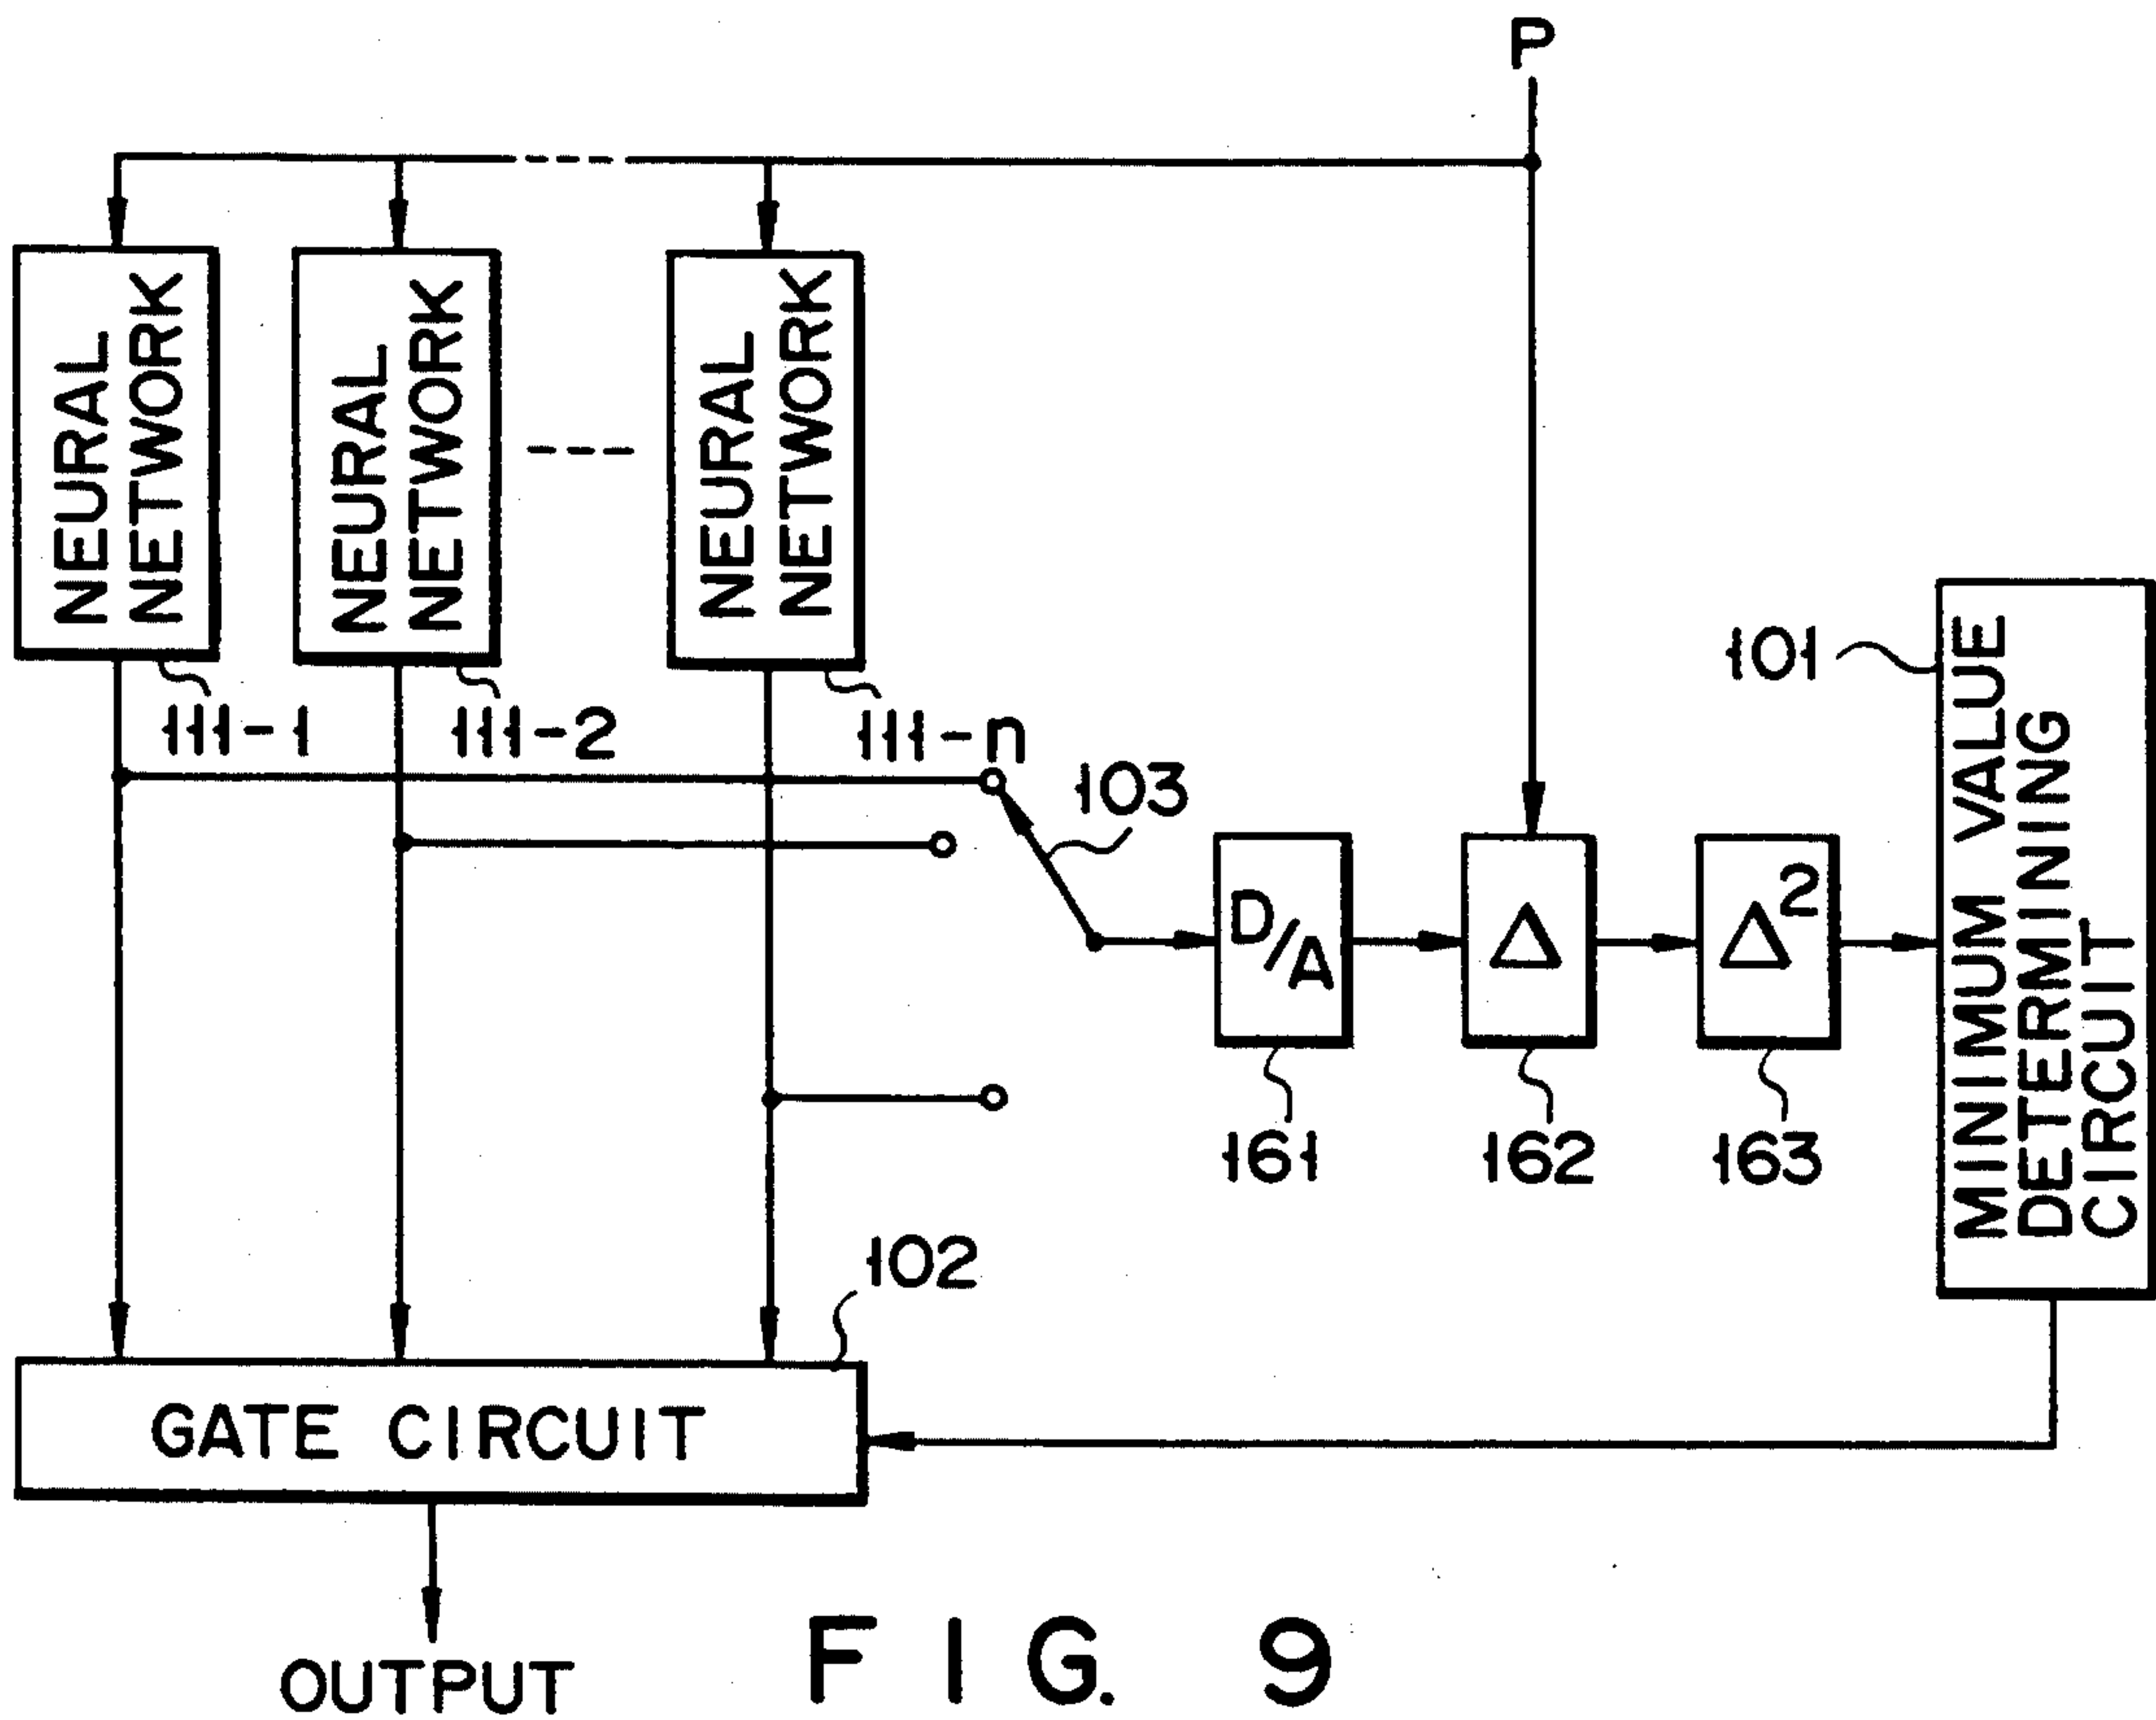 P
NEURAL
NETWORK
NEURAL
NETWORK
NEURAL
NETWORK
111-1
111-2
111-n
103
101
MINIMUM VALUE
DETERMINING
CIRCUIT
D/A
Δ
Δ²
161
162
163
102
GATE CIRCUIT
OUTPUT
FIG. 9